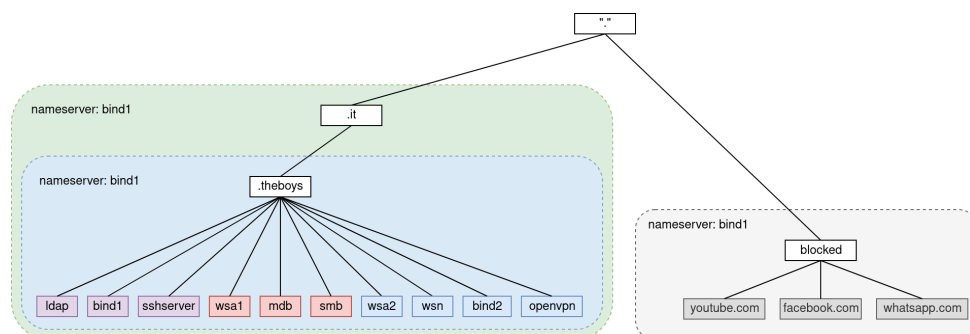 "."
nameserver: bind1
.it
nameserver: bind1
.theboys
nameserver: bind1
blocked
ldap bind1 sshserver wsa1 mdb smb wsa2 wsn bind2 openvpn
youtube.com facebook.com whatsapp.com